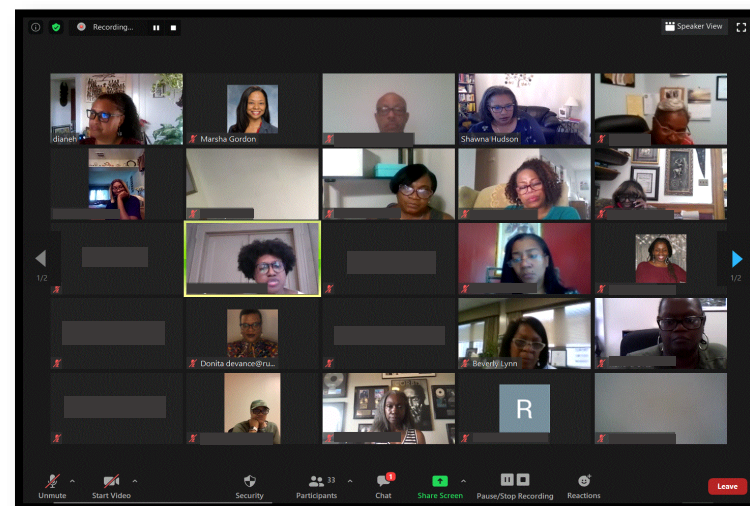 Recording...
Speaker View
dianeh
Marsha Gordon
Shawna Hudson
1/2
1/2
Donita devance@ru...
Beverly Lynn
R
Unmute
Start Video
Security
Participants
33
Chat
1
Share Screen
Pause/Stop Recording
Reactions
Leave